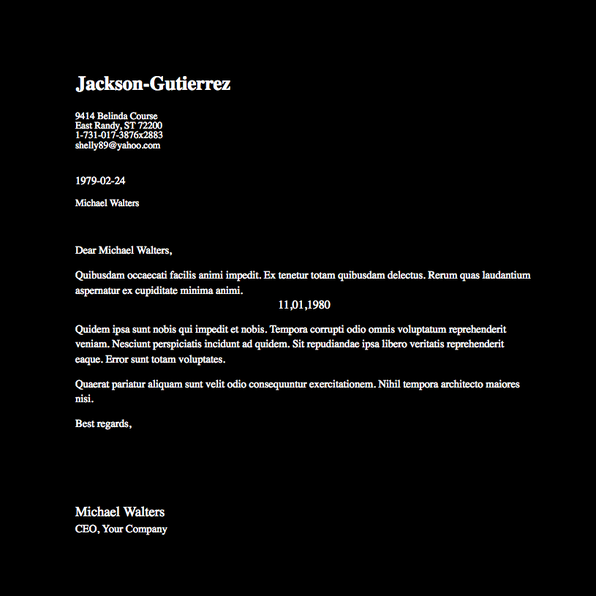 Jackson-Gutierrez
9414 Belinda Course
East Randy, ST 72200
1-731-017-3876x2883
shelly89@yahoo.com
1979-02-24
Michael Walters
Dear Michael Walters,
Quibusdam occaecati facilis animi impedit. Ex tenetur totam quibusdam delectus. Rerum quas laudantium
aspernatur ex cupiditate minima animi.
11,01,1980
Quidem ipsa sunt nobis qui impedit et nobis. Tempora corrupti odio omnis voluptatum reprehenderit
veniam. Nesciunt perspiciatis incidunt ad quidem. Sit repudiandae ipsa libero veritatis reprehenderit
eaque. Error sunt totam voluptates.
Quaerat pariatur aliquam sunt velit odio consequuntur exercitationem. Nihil tempora architecto maiores
nisi.
Best regards,
Michael Walters
CEO, Your Company